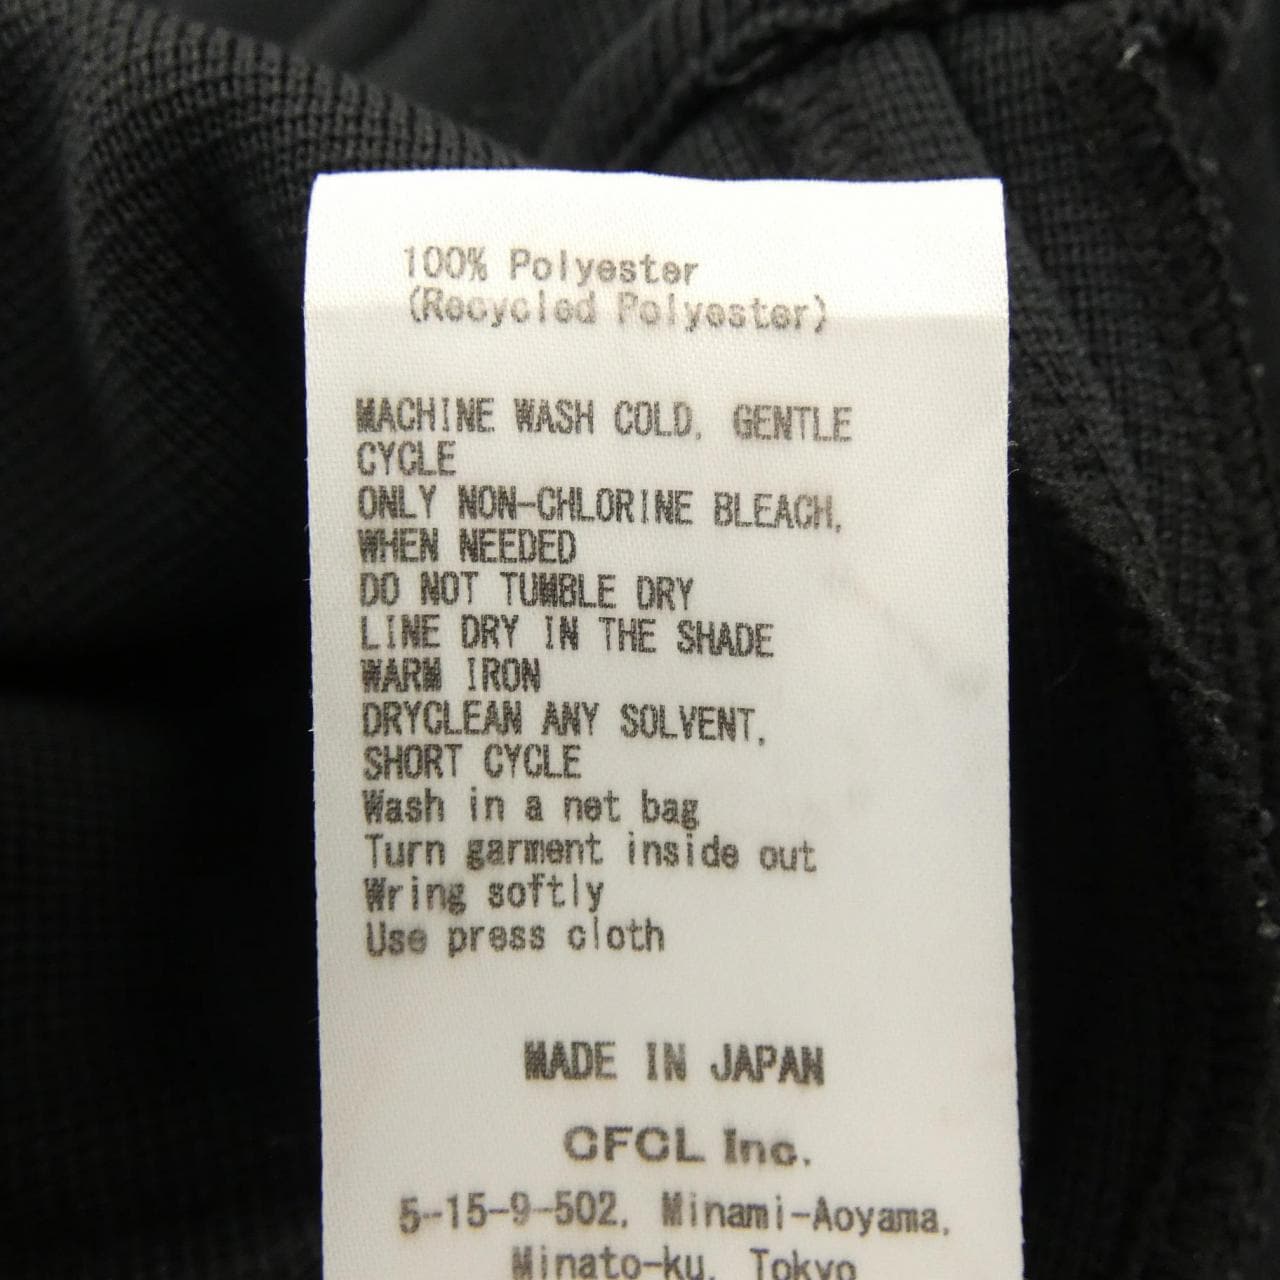 100% Polyester
(Recycled Polyester)
MACHINE WASH COLD, GENTLE
CYCLE
ONLY NON-CHLORINE BLEACH,
WHEN NEEDED
DO NOT TUMBLE DRY
LINE DRY IN THE SHADE
WARM IRON
DRYCLEAN ANY SOLVENT,
SHORT CYCLE
Wash in a net bag
Turn garment inside out
Wring softly
Use press cloth
MADE IN JAPAN
CFCL Inc.
5-15-9-502, Minami-Aoyama,
Minato-ku, Tokyo